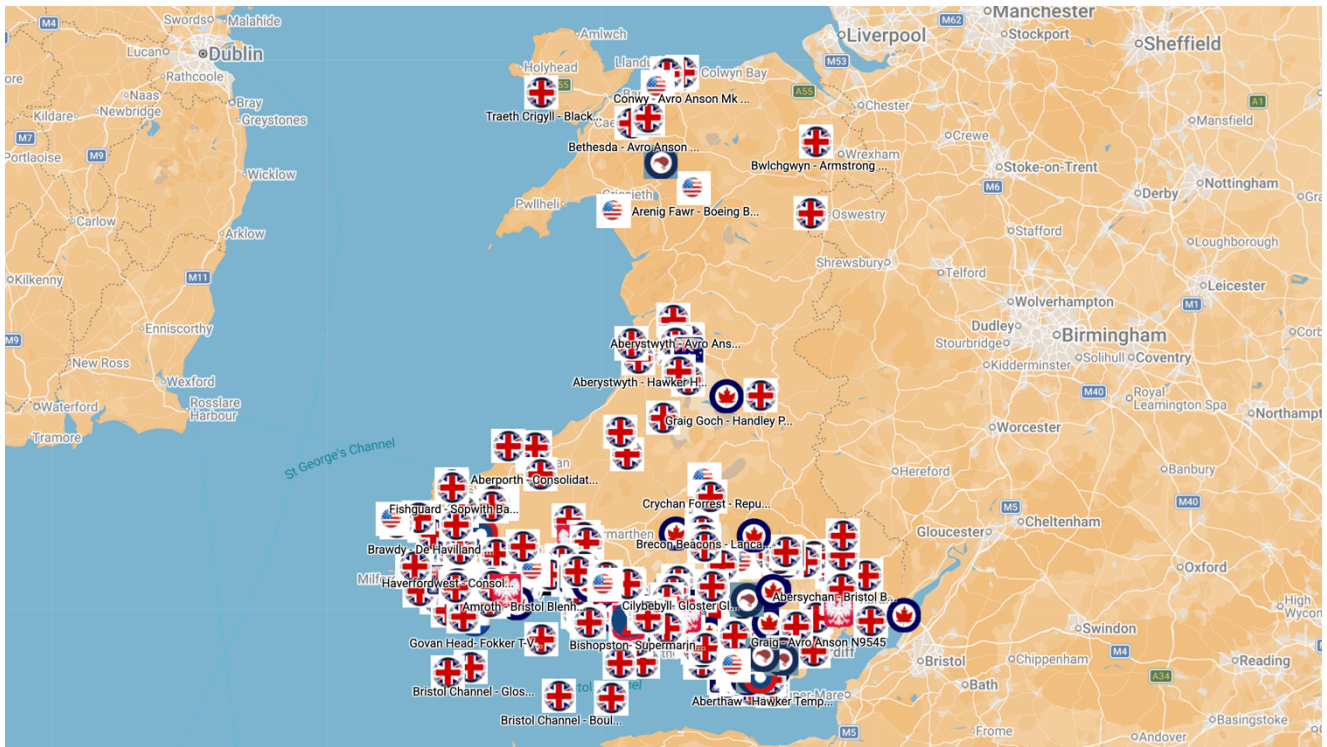 M4
Swords
Malahide
Lucan
Dublin
Rathcoole
Naas
Newbridge
Kildare
Bray
Greystones
M7
Portlaoise
M9
Wicklow
Carlow
Arklow
M11
Kilkenny
Enniscorthy
M9
New Ross
Wexford
Rosslare
Harbour
Waterford
Tramore
St George's Channel
Amlwch
Holyhead
Colwyn Bay
Conwy - Avro Anson Mk ...
Traeth Crigyll - Black...
Bethesda - Avro Anson ...
Bwlchgwyn - Armstrong ...
Wrexham
Criccieth
Pwllheli
Arenig Fawr - Boeing B...
Oswestry
Shrewsbury
Liverpool
M53
A55
Chester
M62
Manchester
Stockport
Sheffield
A1
Mansfield
Crewe
Stoke-on-Trent
M6
Derby
Nottingham
Stafford
Loughborough
Telford
Leicester
M1
Wolverhampton
Dudley
Stourbridge
Birmingham
Solihull
Coventry
Kidderminster
M40
Royal
Leamington Spa
Northampt
Worcester
Aberystwyth - Avro Ans...
Aberystwyth - Hawker H...
Graig Goch - Handley P...
Aberporth - Consolidat...
Fishguard - Sopwith Ba...
Crychan Forrest - Repu...
Brawdy - De Havilland
Brecon Beacons - Lanca...
Haverfordwest - Consol...
Amroth - Bristol Blenh...
Cilybebyll- Gloster Gl...
Abersychan - Bristol B...
Govan Head- Fokker T-V...
Bishopston- Supermarin...
Graig - Avro Anson N9545
Bristol Channel - Glos...
Bristol Channel - Boul...
Aberthaw - Hawker Temp...
Hereford
Banbury
M40
M5
Cheltenham
Gloucester
Oxford
High
Swindon
M4
Bristol
Chippenham
Reading
A34
Bath
Basingstoke
M5
Frome
Andover